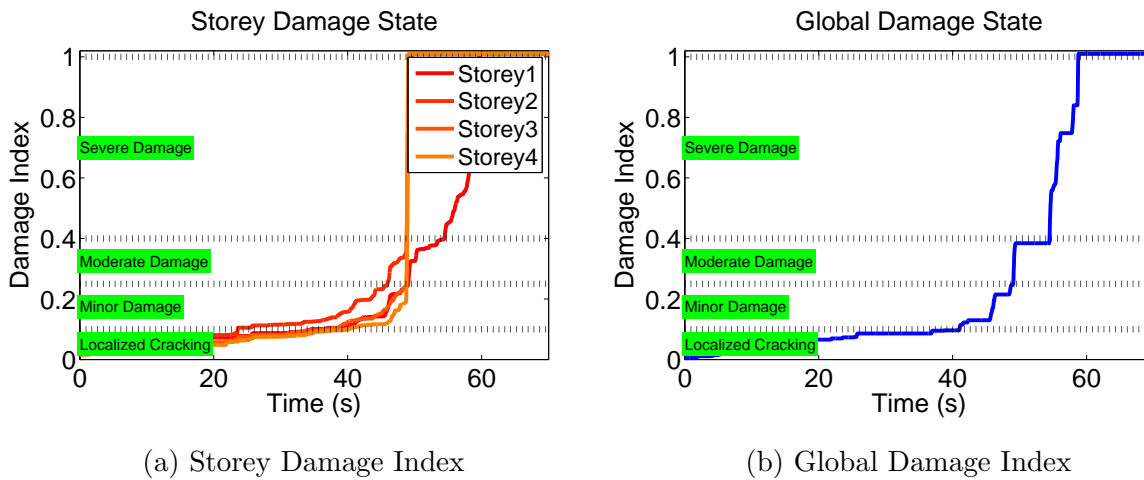 Storey Damage State
Damage Index
1
0.8
0.6
0.4
0.2
0
Severe Damage
Moderate Damage
Minor Damage
Localized Cracking
Storey1
Storey2
Storey3
Storey4
0 20 40 60
Time (s)
(a) Storey Damage Index
Global Damage State
Damage Index
1
0.8
0.6
0.4
0.2
0
Severe Damage
Moderate Damage
Minor Damage
Localized Cracking
0 20 40 60
Time (s)
(b) Global Damage Index